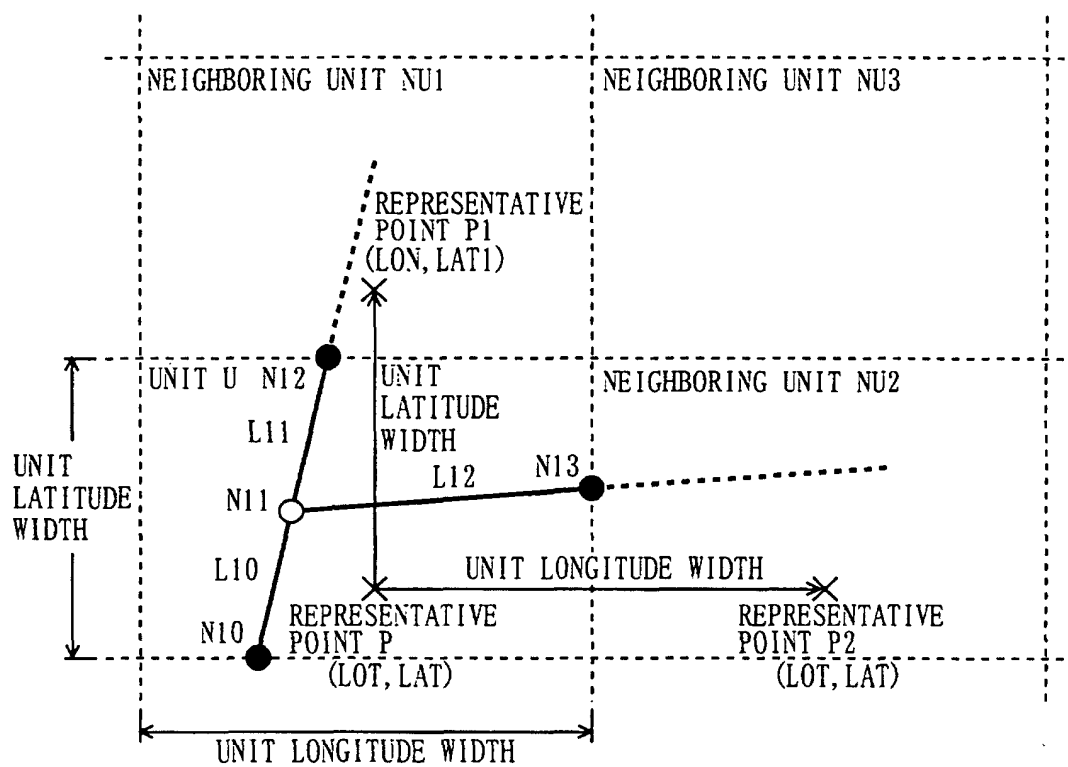 NEIGHBORING UNIT NU1
NEIGHBORING UNIT NU3
REPRESENTATIVE
POINT P1
(LON, LAT1)
UNIT U
N12
UNIT
LATITUDE
WIDTH
NEIGHBORING UNIT NU2
L11
UNIT
LATITUDE
WIDTH
N11
L12
N13
L10
UNIT LONGITUDE WIDTH
N10
REPRESENTATIVE
POINT P
(LOT, LAT)
REPRESENTATIVE
POINT P2
(LOT, LAT)
UNIT LONGITUDE WIDTH